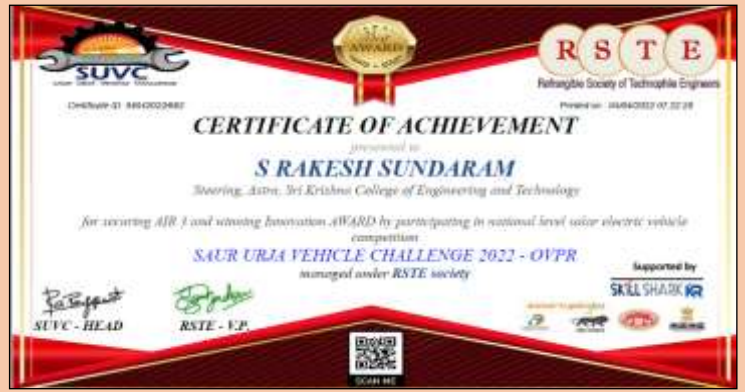 SUVC
AWARD
R S T E
Refrangible Society of Technophile Engineers
CERTIFICATE OF ACHIEVEMENT
presented to
S RAKESH SUNDARAM
Steering, Astra, Sri Krishna College of Engineering and Technology
for securing AIR 3 and winning Innovation AWARD by participating in national level solar electric vehicle
competition
SAUR URJA VEHICLE CHALLENGE 2022 - OVPR
managed under RSTE society
Supported by
SKILL SHARK
SUVC - HEAD
RSTE - V.P.
SCAN ME